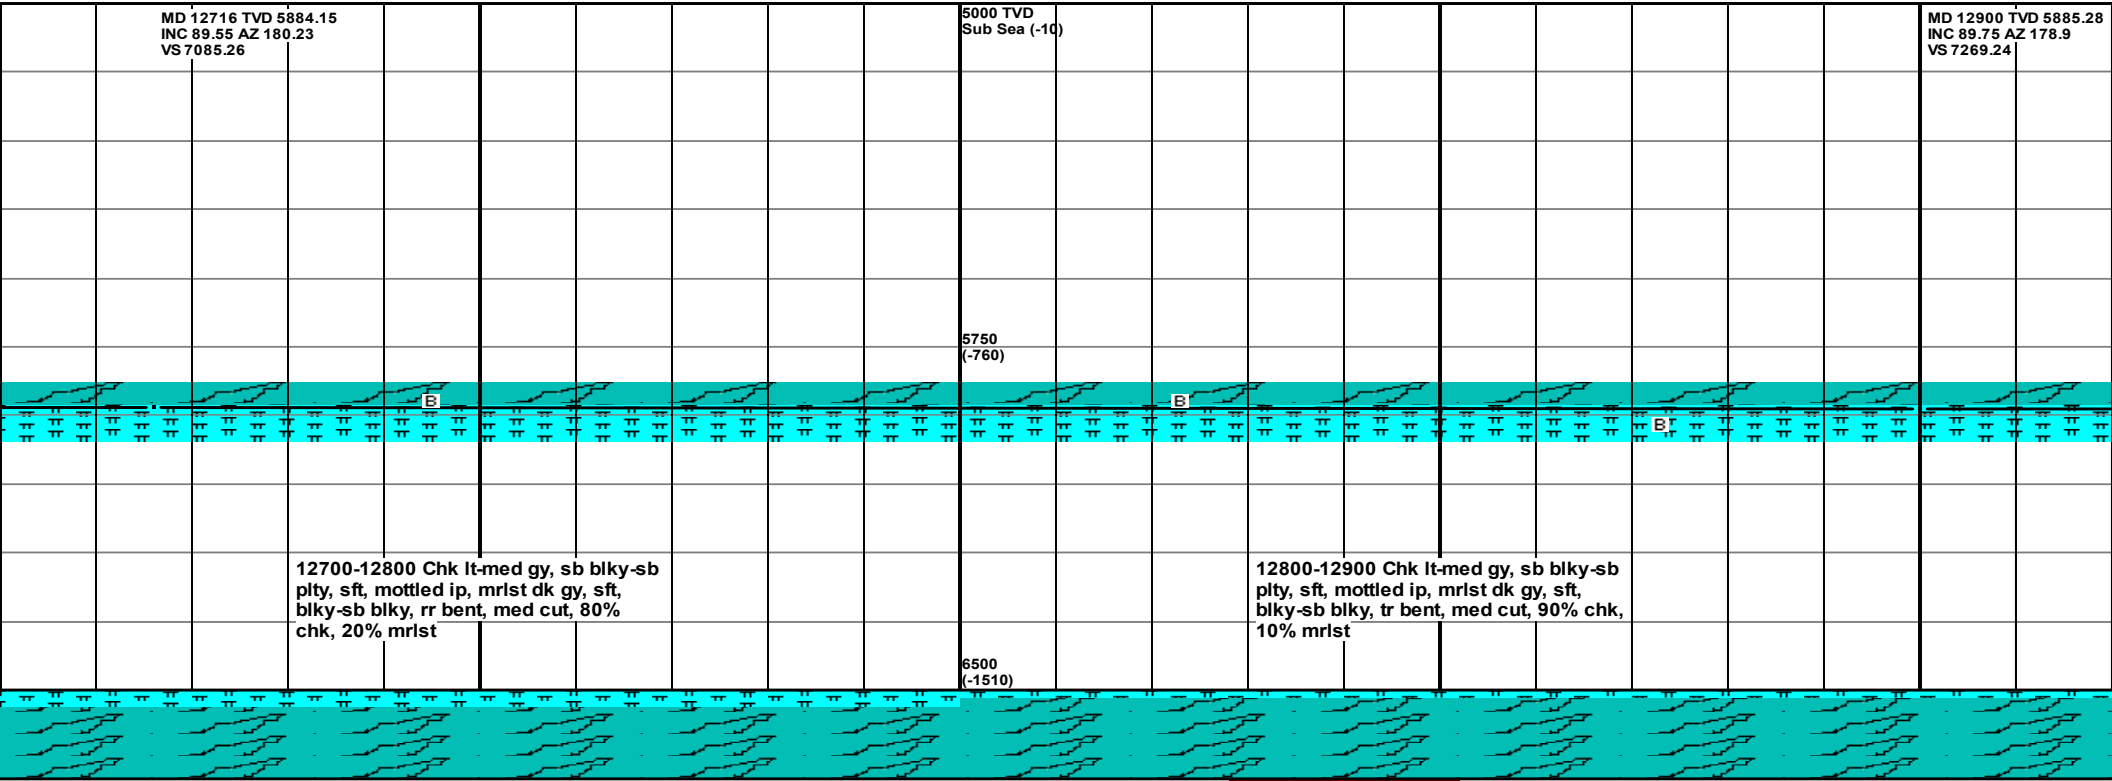 MD 12716 TVD 5884.15
INC 89.55 AZ 180.23
VS 7085.26
5000 TVD
Sub Sea (-10)
MD 12900 TVD 5885.28
INC 89.75 AZ 178.9
VS 7269.24
5750
(-760)
B
B
B
12700-12800 Chk lt-med gy, sb blky-sb
plty, sft, mottled ip, mrlst dk gy, sft,
blky-sb blky, rr bent, med cut, 80%
chk, 20% mrlst
12800-12900 Chk lt-med gy, sb blky-sb
plty, sft, mottled ip, mrlst dk gy, sft,
blky-sb blky, tr bent, med cut, 90% chk,
10% mrlst
6500
(-1510)